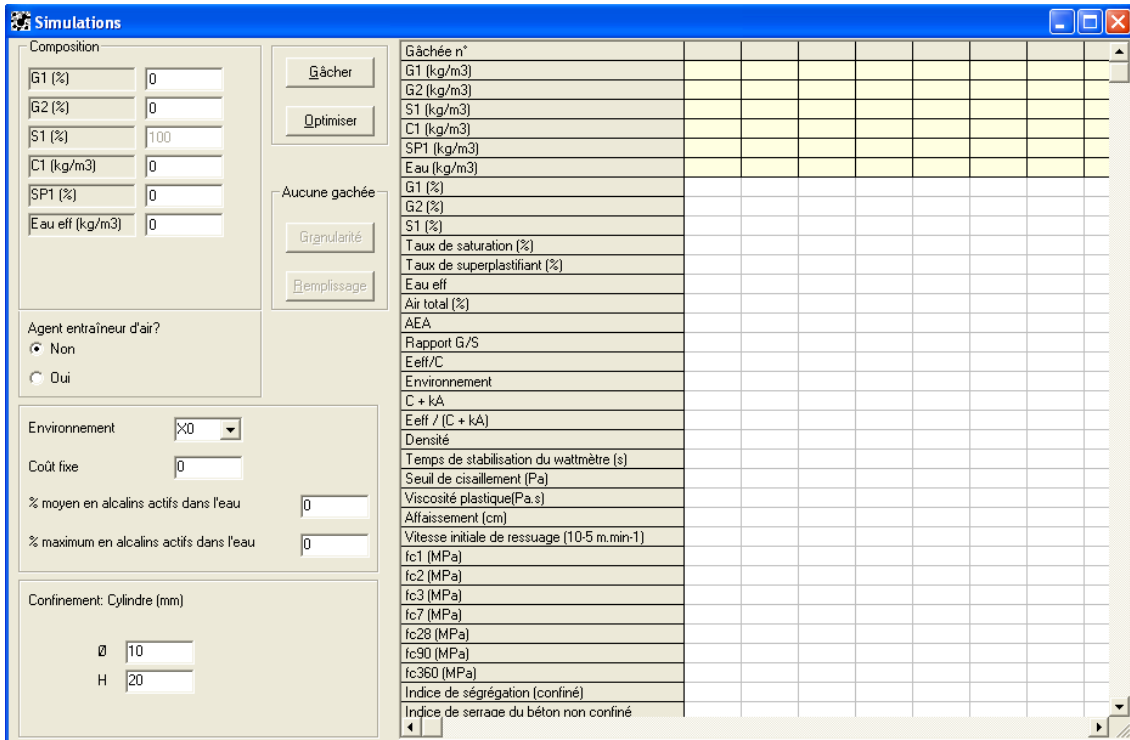 Simulations
Composition
G1 (%) 0
G2 (%) 0
S1 (%) 100
C1 (kg/m3) 0
SP1 (%) 0
Eau eff (kg/m3) 0
Gâcher
Optimiser
Aucune gachée
Granularité
Remplissage
Agent entraîneur d'air?
Non
Oui
Environnement X0
Coût fixe 0
% moyen en alcalins actifs dans l'eau 0
% maximum en alcalins actifs dans l'eau 0
Confinement: Cylindre (mm)
Ø 10
H 20
Gâchée n°
G1 (kg/m3)
G2 (kg/m3)
S1 (kg/m3)
C1 (kg/m3)
SP1 (kg/m3)
Eau (kg/m3)
G1 (%)
G2 (%)
S1 (%)
Taux de saturation (%)
Taux de superplastifiant (%)
Eau eff
Air total (%)
AEA
Rapport G/S
Eeff/C
Environnement
C + kA
Eeff / (C + kA)
Densité
Temps de stabilisation du wattmètre (s)
Seuil de cisaillement (Pa)
Viscosité plastique(Pa.s)
Affaissement (cm)
Vitesse initiale de ressuage (10-5 m.min-1)
fc1 (MPa)
fc2 (MPa)
fc3 (MPa)
fc7 (MPa)
fc28 (MPa)
fc90 (MPa)
fc360 (MPa)
Indice de ségrégation (confiné)
Indice de serrage du béton non confiné